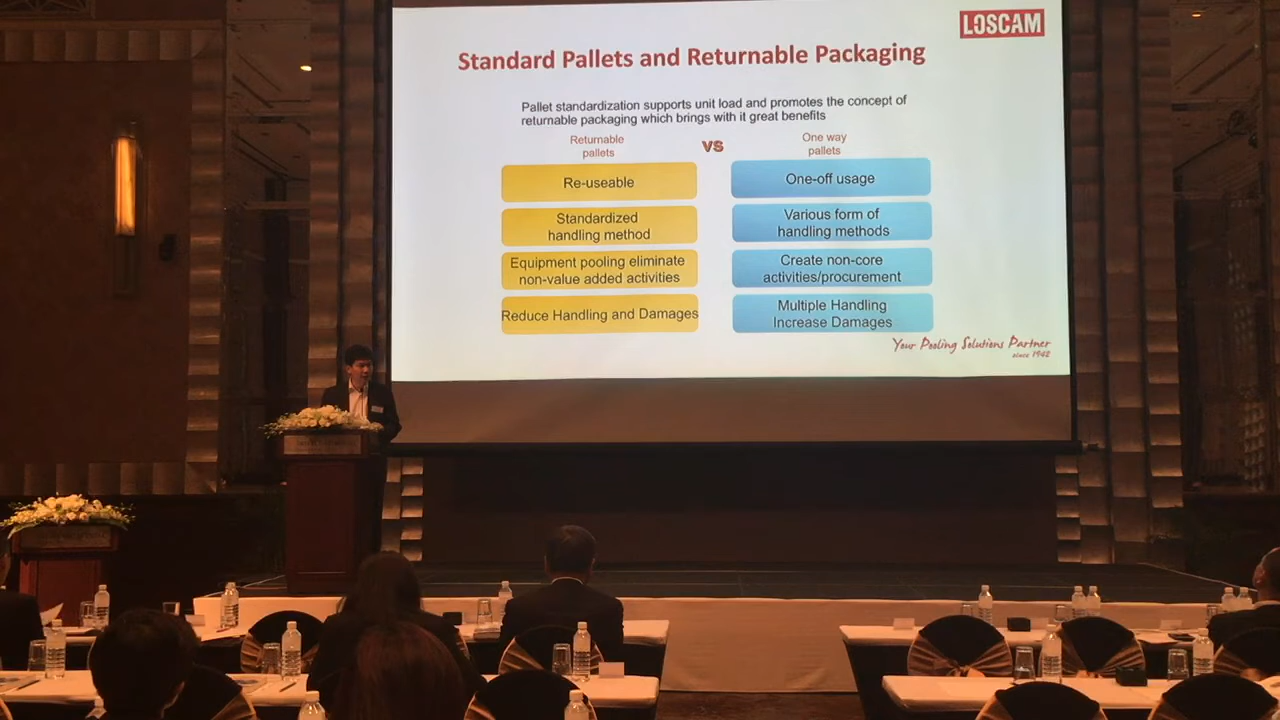 LOSCAM
Standard Pallets and Returnable Packaging
Pallet standardization supports unit load and promotes the concept of
returnable packaging which brings with it great benefits
Returnable
pallets
VS
One way
pallets
Re-useable
One-off usage
Standardized
handling method
Various form of
handling methods
Equipment pooling eliminate
non-value added activities
Create non-core
activities/procurement
Reduce Handling and Damages
Multiple Handling
Increase Damages
Your Pooling Solutions Partner
since 1942